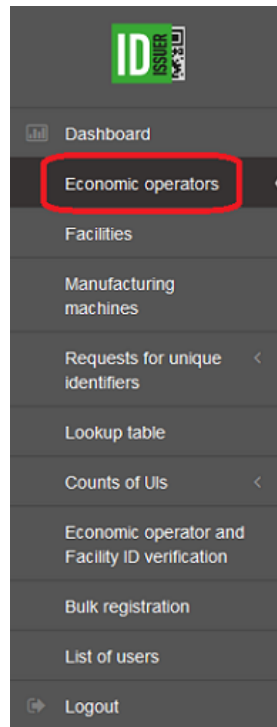 ID
ISSUER
Dashboard
Economic operators
Facilities
Manufacturing
machines
Requests for unique
identifiers
Lookup table
Counts of UIs
Economic operator and
Facility ID verification
Bulk registration
List of users
Logout